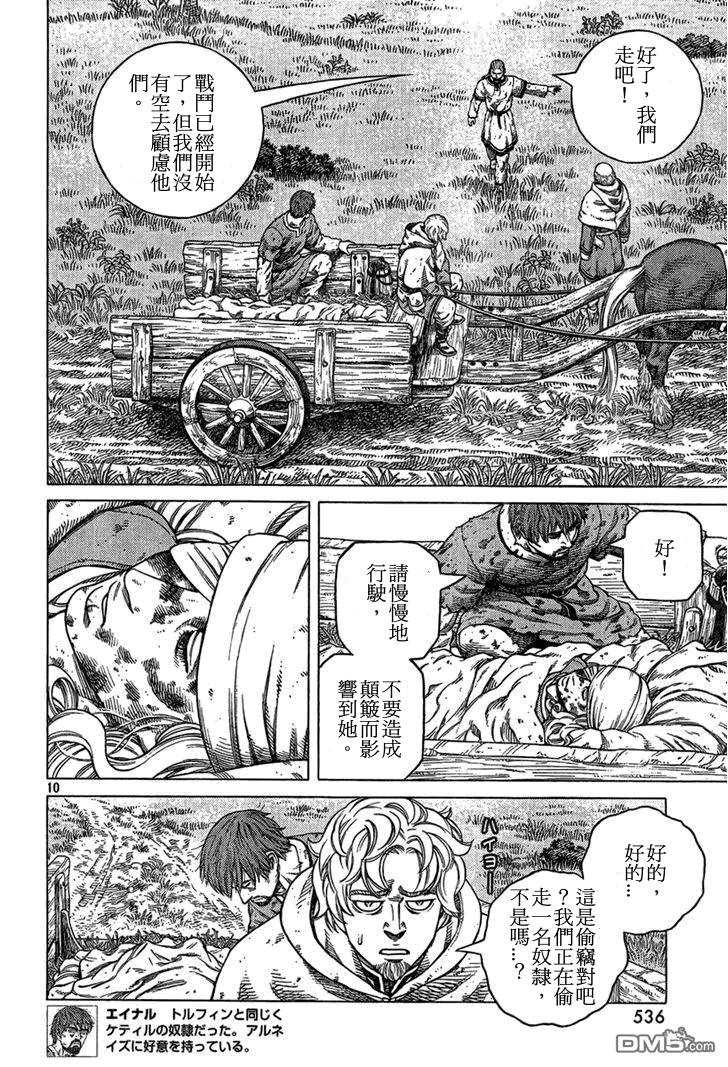 好了，我們
走吧！
戰鬥已經開始
了，但我們沒
有空去顧慮他
們。
好！
請慢慢地
行駛，
不要造成
顛簸而影
響到她。
10
好的，
好的…
ハイヨー
這是偷竊對吧
？我們正在偷
走一名奴隸，
不是嗎…？
エイナル　トルフィンと同じく
ケティルの奴隷だった。アルネ
イズに好意を持っている。
536
DM5.com